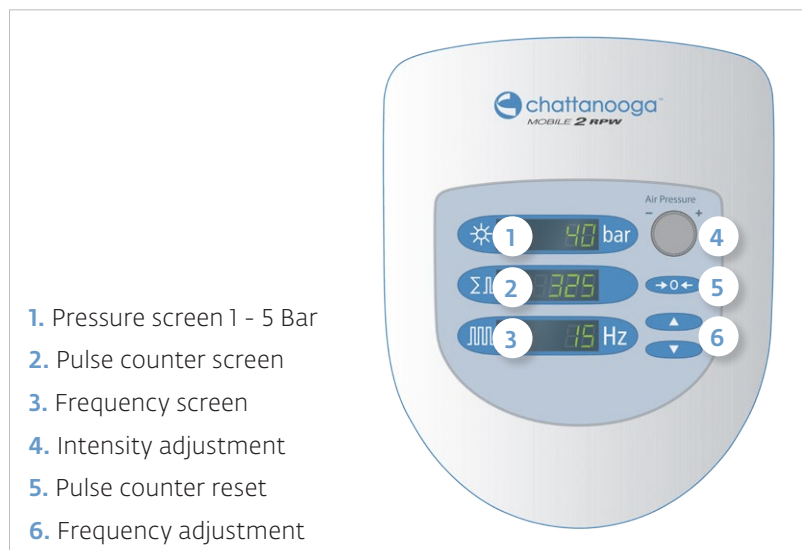 chattanooga™
MOBILE 2 RPW
Air Pressure
− +
1 40 bar 4
2 325 →0← 5
3 15 Hz 6
1. Pressure screen 1 - 5 Bar
2. Pulse counter screen
3. Frequency screen
4. Intensity adjustment
5. Pulse counter reset
6. Frequency adjustment